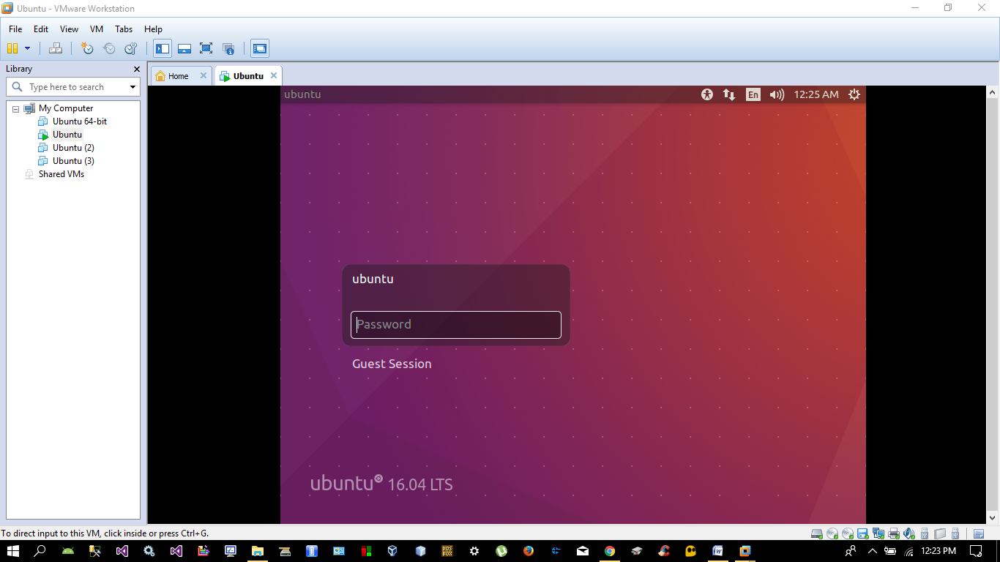 Ubuntu - VMware Workstation
File Edit View VM Tabs Help
Library
Type here to search
My Computer
Ubuntu 64-bit
Ubuntu
Ubuntu (2)
Ubuntu (3)
Shared VMs
Home
Ubuntu
ubuntu
En
12:25 AM
ubuntu
Password
Guest Session
ubuntu 16.04 LTS
To direct input to this VM, click inside or press Ctrl+G.
DOS
BOX
W
12:23 PM